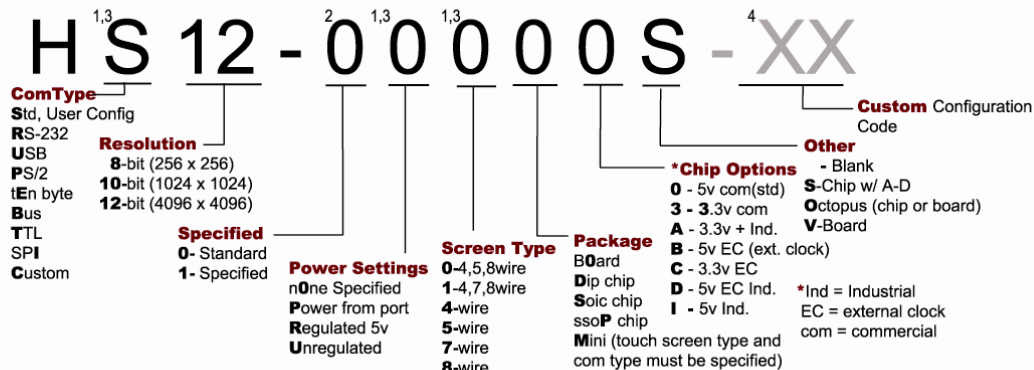 H 1,3 S 12 - 2 0 1,3 0 1,3 0 0 0 S - 4 XX
ComType
Std, User Config
RS-232
USB
PS/2
tEn byte
Bus
TTL
SPI
Custom
Resolution
8-bit (256 x 256)
10-bit (1024 x 1024)
12-bit (4096 x 4096)
Specified
0- Standard
1- Specified
Power Settings
nOne Specified
Power from port
Regulated 5v
Unregulated
Screen Type
0-4,5,8wire
1-4,7,8wire
4-wire
5-wire
7-wire
8-wire
Package
B0ard
Dip chip
Soic chip
ssoP chip
Mini (touch screen type and
com type must be specified)
*Chip Options
0 - 5v com(std)
3 - 3.3v com
A - 3.3v + Ind.
B - 5v EC (ext. clock)
C - 3.3v EC
D - 5v EC Ind.
I - 5v Ind.
Other
- Blank
S-Chip w/ A-D
Octopus (chip or board)
V-Board
Custom Configuration
Code
*Ind = Industrial
EC = external clock
com = commercial